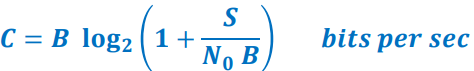 C = B log₂ (1 + S / (N₀ B)) bits per sec